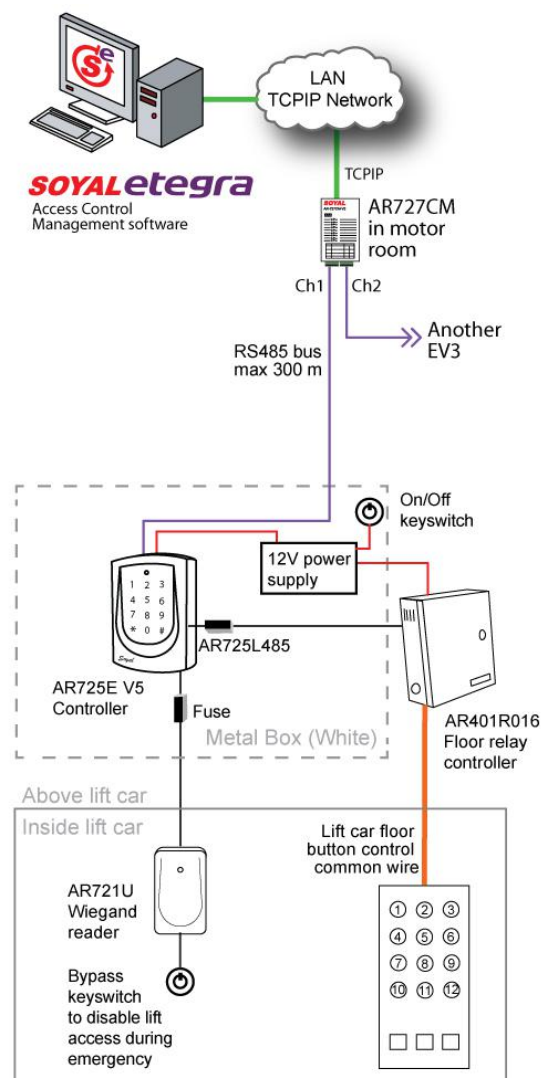 Se
LAN
TCPIP Network
SOYAL etegra
Access Control
Management software
TCPIP
SOYAL
AR727CM
in motor
room
Ch1
Ch2
Another
EV3
RS485 bus
max 300 m
On/Off
keyswitch
12V power
supply
1 2 3
4 5 6
7 8 9
* 0 #
Soyal
AR725L485
AR725E V5
Controller
Fuse
Metal Box (White)
AR401R016
Floor relay
controller
Above lift car
Inside lift car
Lift car floor
button control
common wire
AR721U
Wiegand
reader
1 2 3
4 5 6
7 8 9
10 11 12
Bypass
keyswitch
to disable lift
access during
emergency